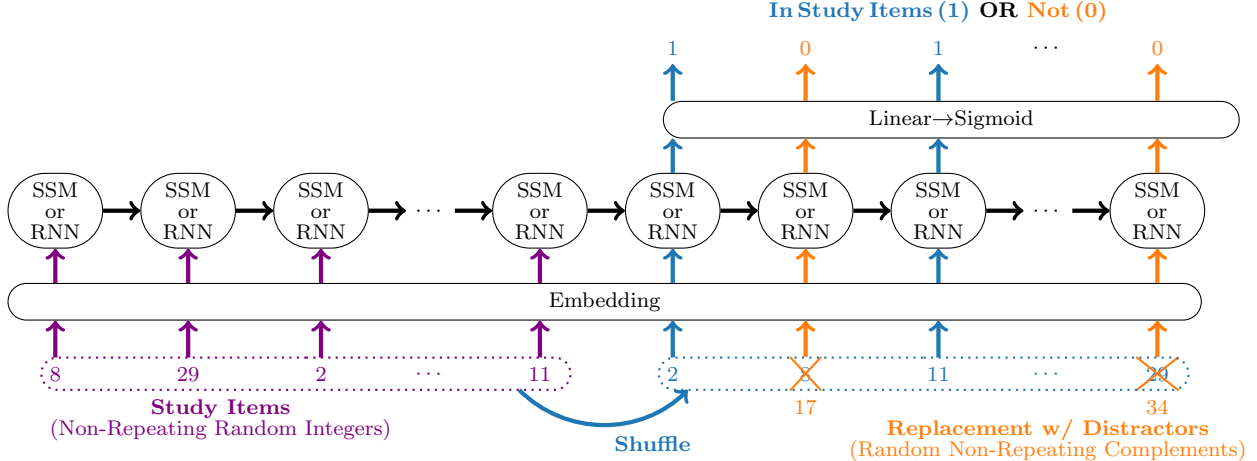 In Study Items (1) OR Not (0)
1 0 1 ··· 0
Linear→Sigmoid
SSM or RNN
SSM or RNN
SSM or RNN
···
SSM or RNN
SSM or RNN
SSM or RNN
SSM or RNN
···
SSM or RNN
Embedding
8 29 2 ··· 11
2 8 11 ··· 29
17 34
Study Items
(Non-Repeating Random Integers)
Shuffle
Replacement w/ Distractors
(Random Non-Repeating Complements)